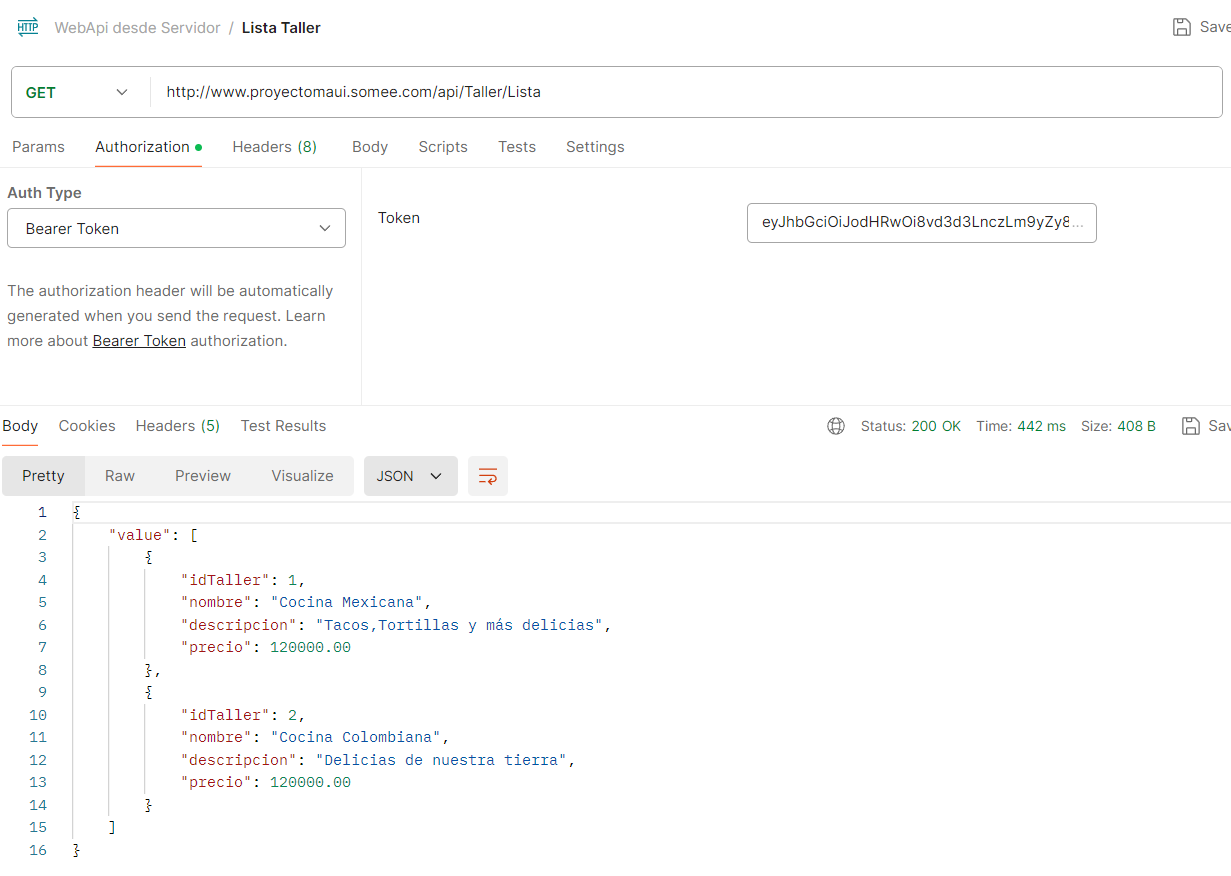 HTTP WebApi desde Servidor / Lista Taller Save
GET http://www.proyectomaui.somee.com/api/Taller/Lista
Params Authorization Headers (8) Body Scripts Tests Settings
Auth Type
Bearer Token
Token eyJhbGciOiJodHRwOi8vd3d3LnczLm9yZy8...
The authorization header will be automatically
generated when you send the request. Learn
more about Bearer Token authorization.
Body Cookies Headers (5) Test Results Status: 200 OK Time: 442 ms Size: 408 B Sav
Pretty Raw Preview Visualize JSON
1 {
2 "value": [
3 {
4 "idTaller": 1,
5 "nombre": "Cocina Mexicana",
6 "descripcion": "Tacos,Tortillas y más delicias",
7 "precio": 120000.00
8 },
9 {
10 "idTaller": 2,
11 "nombre": "Cocina Colombiana",
12 "descripcion": "Delicias de nuestra tierra",
13 "precio": 120000.00
14 }
15 ]
16 }